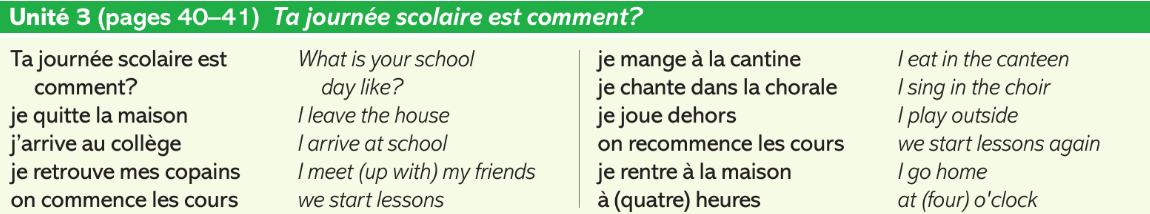 Unité 3 (pages 40–41) Ta journée scolaire est comment?
Ta journée scolaire est What is your school
comment? day like?
je quitte la maison I leave the house
j'arrive au collège I arrive at school
je retrouve mes copains I meet (up with) my friends
on commence les cours we start lessons
je mange à la cantine I eat in the canteen
je chante dans la chorale I sing in the choir
je joue dehors I play outside
on recommence les cours we start lessons again
je rentre à la maison I go home
à (quatre) heures at (four) o'clock